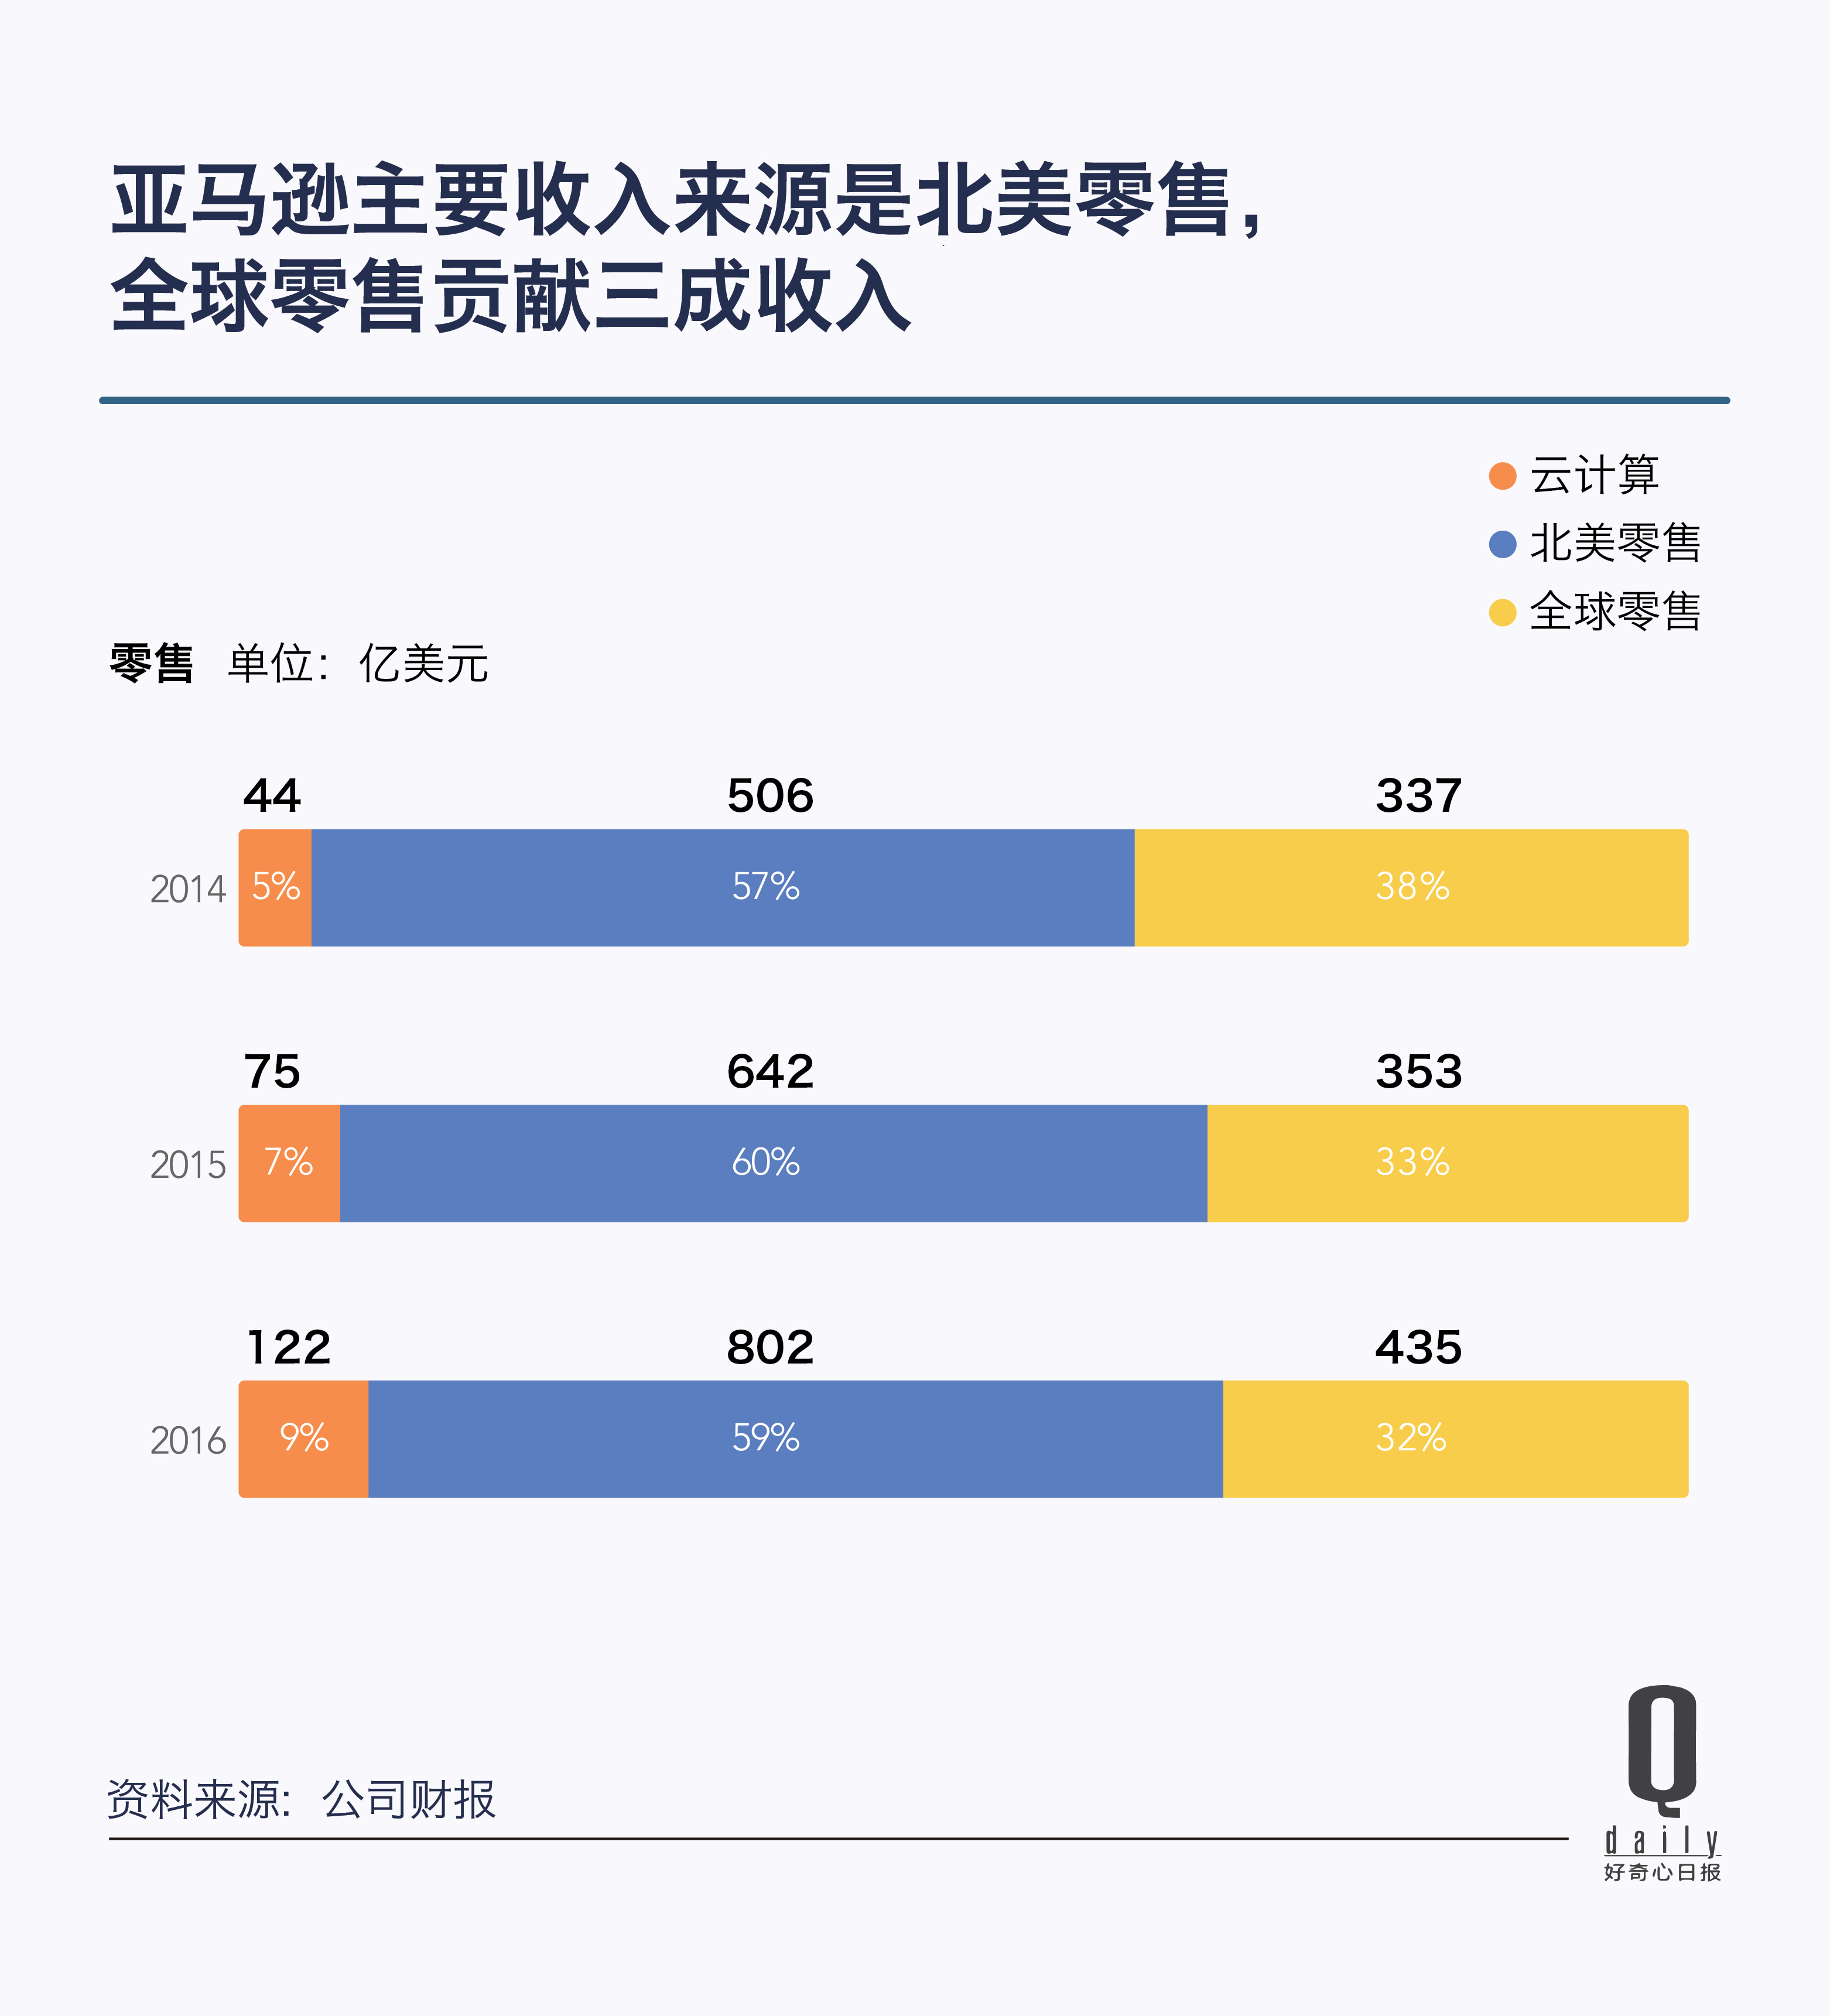 亚马逊主要收入来源是北美零售,
全球零售贡献三成收入
云计算
北美零售
全球零售
零售 单位: 亿美元
44 506 337
2014 5% 57% 38%
75 642 353
2015 7% 60% 33%
122 802 435
2016 9% 59% 32%
资料来源: 公司财报
Q
daily
好奇心日报